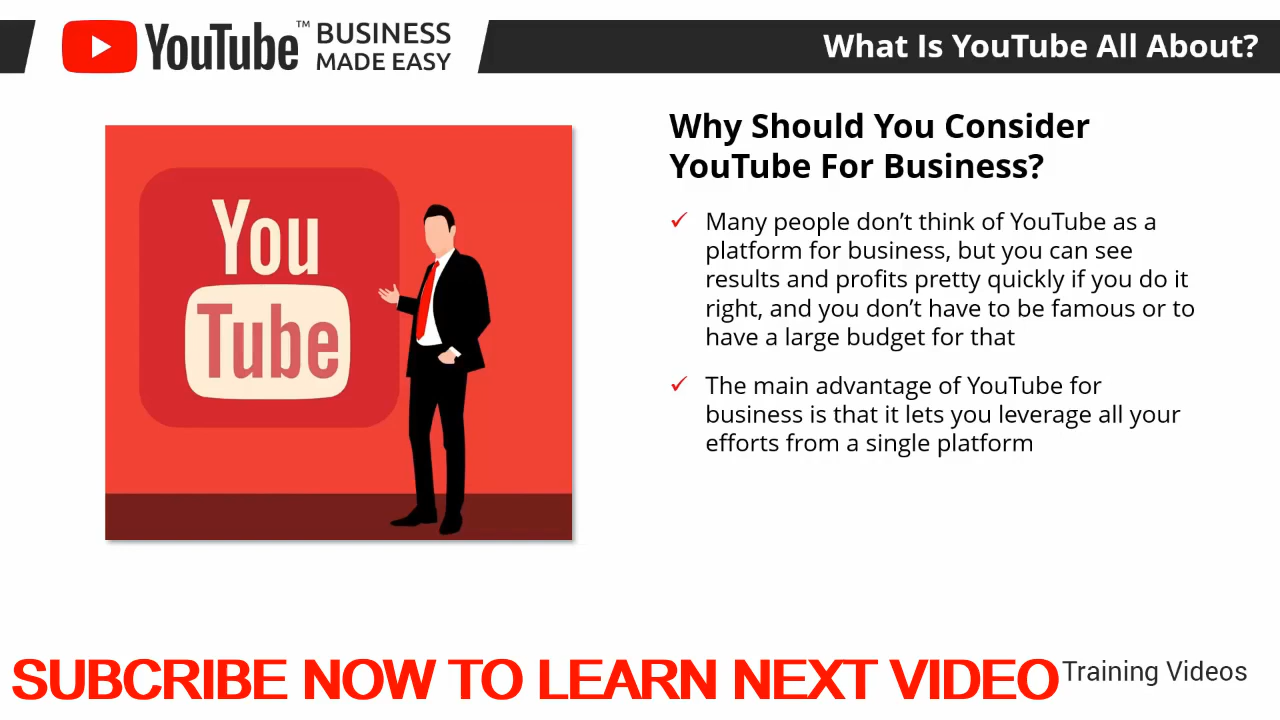 YouTube™ BUSINESS
MADE EASY
What Is YouTube All About?
You
Tube
Why Should You Consider
YouTube For Business?
✓ Many people don’t think of YouTube as a
platform for business, but you can see
results and profits pretty quickly if you do it
right, and you don’t have to be famous or to
have a large budget for that
✓ The main advantage of YouTube for
business is that it lets you leverage all your
efforts from a single platform
SUBCRIBE NOW TO LEARN NEXT VIDEO Training Videos